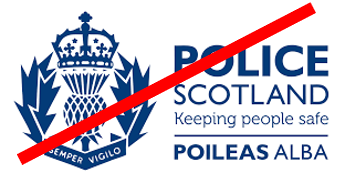 POLICE
SCOTLAND
Keeping people safe
POILEAS ALBA
SEMPER VIGILO